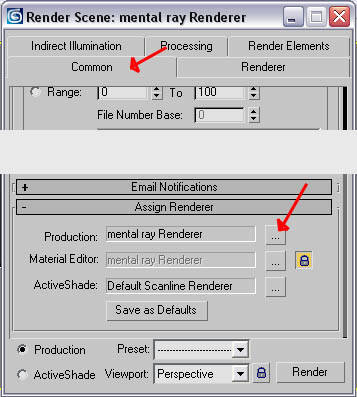 Render Scene: mental ray Renderer
Indirect Illumination Processing Render Elements
Common Renderer
Range: 0 To 100
File Number Base: 0
+ Email Notifications
- Assign Renderer
Production: mental ray Renderer ...
Material Editor: mental ray Renderer ...
ActiveShade: Default Scanline Renderer ...
Save as Defaults
Production Preset: --------------------
ActiveShade Viewport: Perspective Render